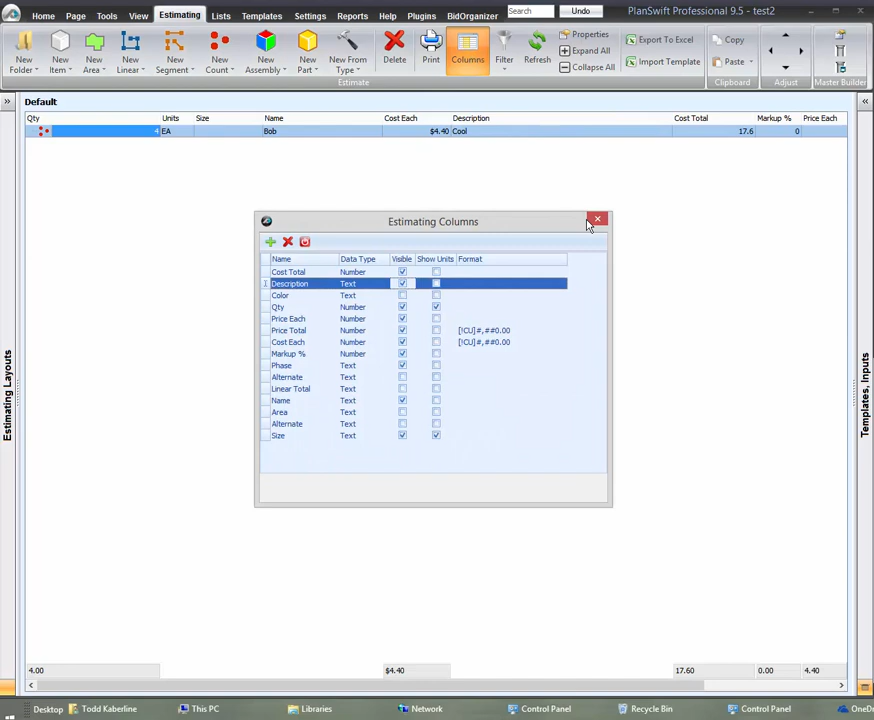 Home Page Tools View Estimating Lists Templates Settings Reports Help Plugins BidOrganizer Search Undo PlanSwift Professional 9.5 - test2
New Folder New Item New Area New Linear New Segment New Count New Assembly New Part New From Type Delete Print Columns Filter Refresh
Properties Export To Excel Copy
Expand All
Collapse All Import Template Paste
Estimate Clipboard Adjust Master Builder
Default
Qty Units Size Name Cost Each Description Cost Total Markup % Price Each
4 EA Bob $4.40 Cool 17.6 0
Estimating Columns
Name Data Type Visible Show Units Format
Cost Total Number
Description Text
Color Text
Qty Number
Price Each Number
Price Total Number [!CU]#,##0.00
Cost Each Number [!CU]#,##0.00
Markup % Number
Phase Text
Alternate Text
Linear Total Text
Name Text
Area Text
Alternate Text
Size Text
Estimating Layouts
Templates, Inputs
4.00 $4.40 17.60 0.00 4.40
Desktop Todd Kaberline This PC Libraries Network Control Panel Recycle Bin Control Panel OneDr